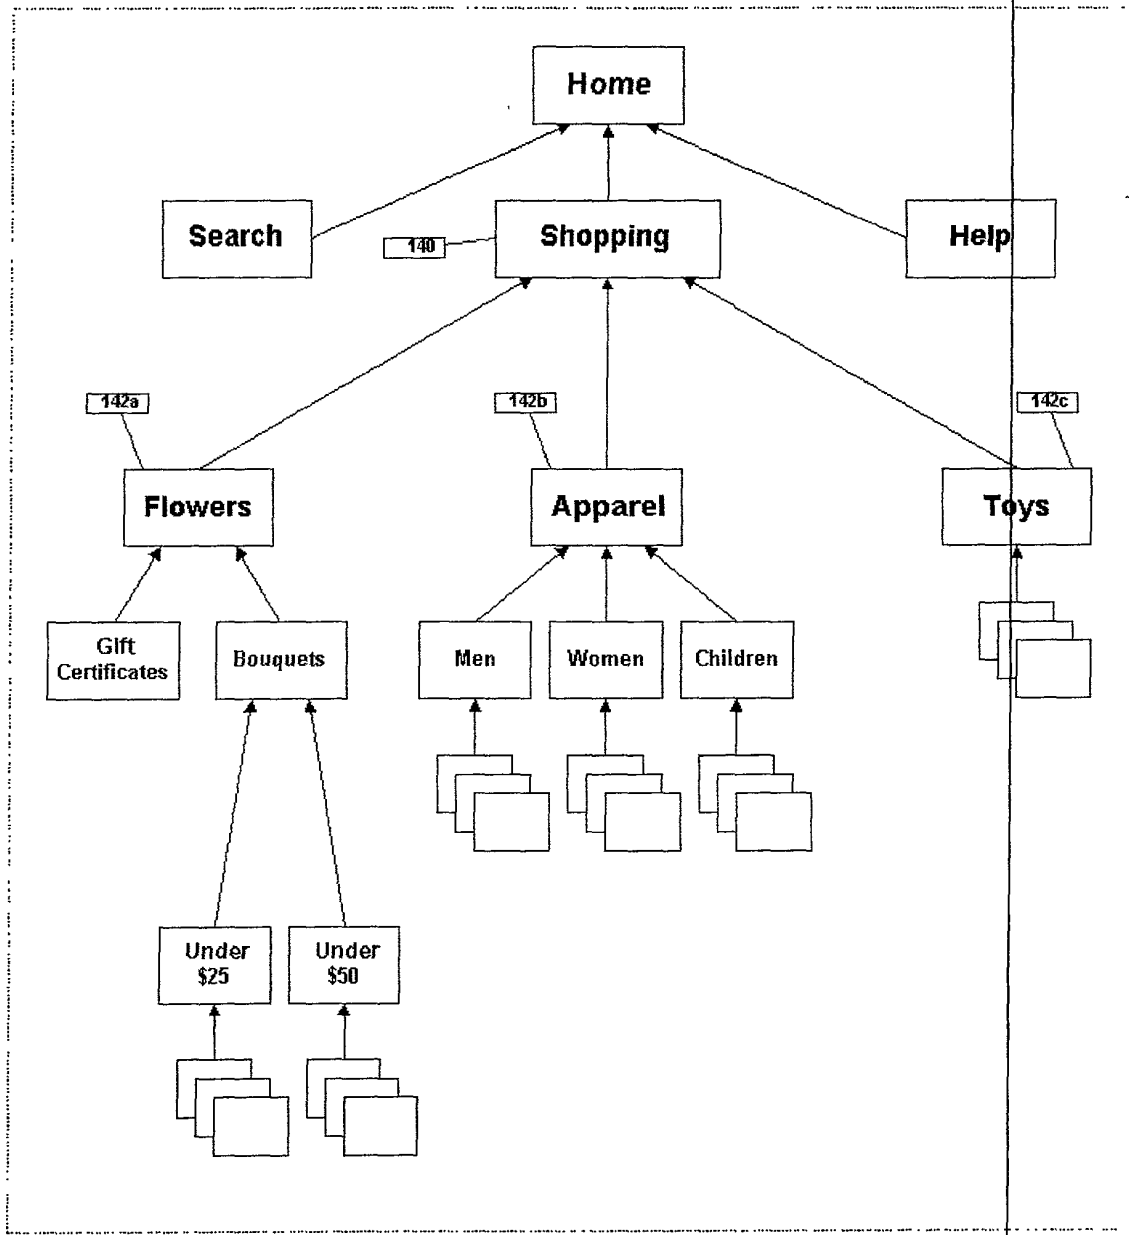 Home
Search
Shopping
Help
140
142a
142b
142c
Flowers
Apparel
Toys
Gift
Certificates
Bouquets
Men
Women
Children
Under
$25
Under
$50